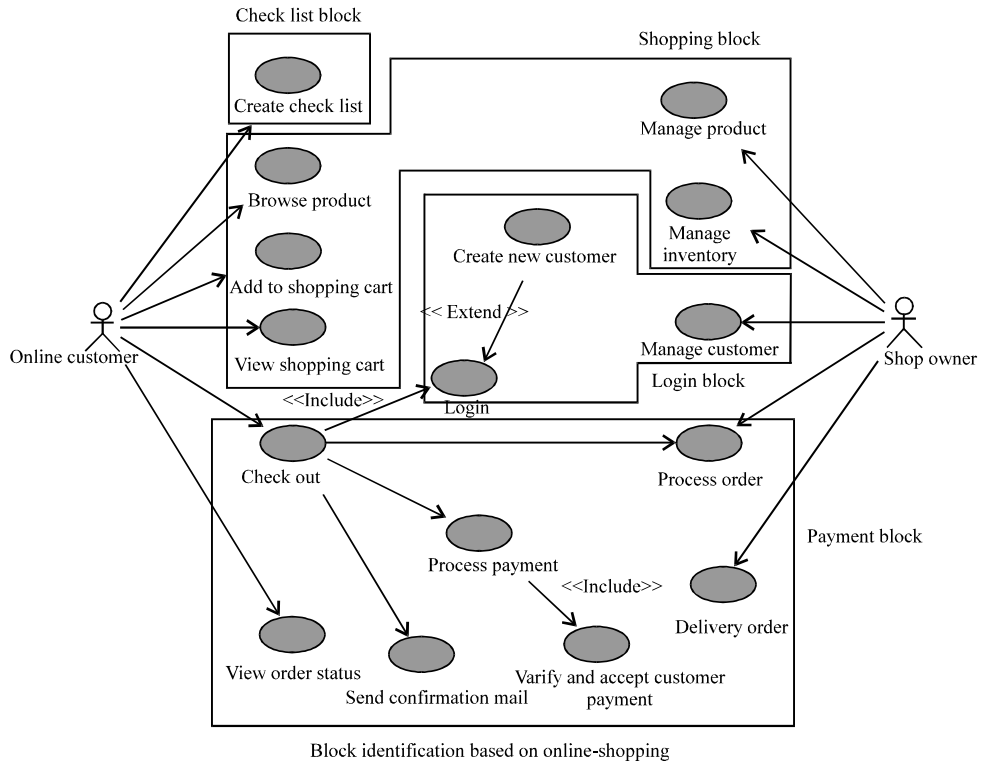 Check list block
Shopping block
Create check list
Manage product
Browse product
Manage
inventory
Create new customer
Add to shopping cart
<< Extend >>
Online customer
View shopping cart
Manage customer
Shop owner
Login block
<<Include>>
Login
Check out
Process order
Payment block
Process payment
<<Include>>
Delivery order
View order status
Send confirmation mail
Varify and accept customer
payment
Block identification based on online-shopping